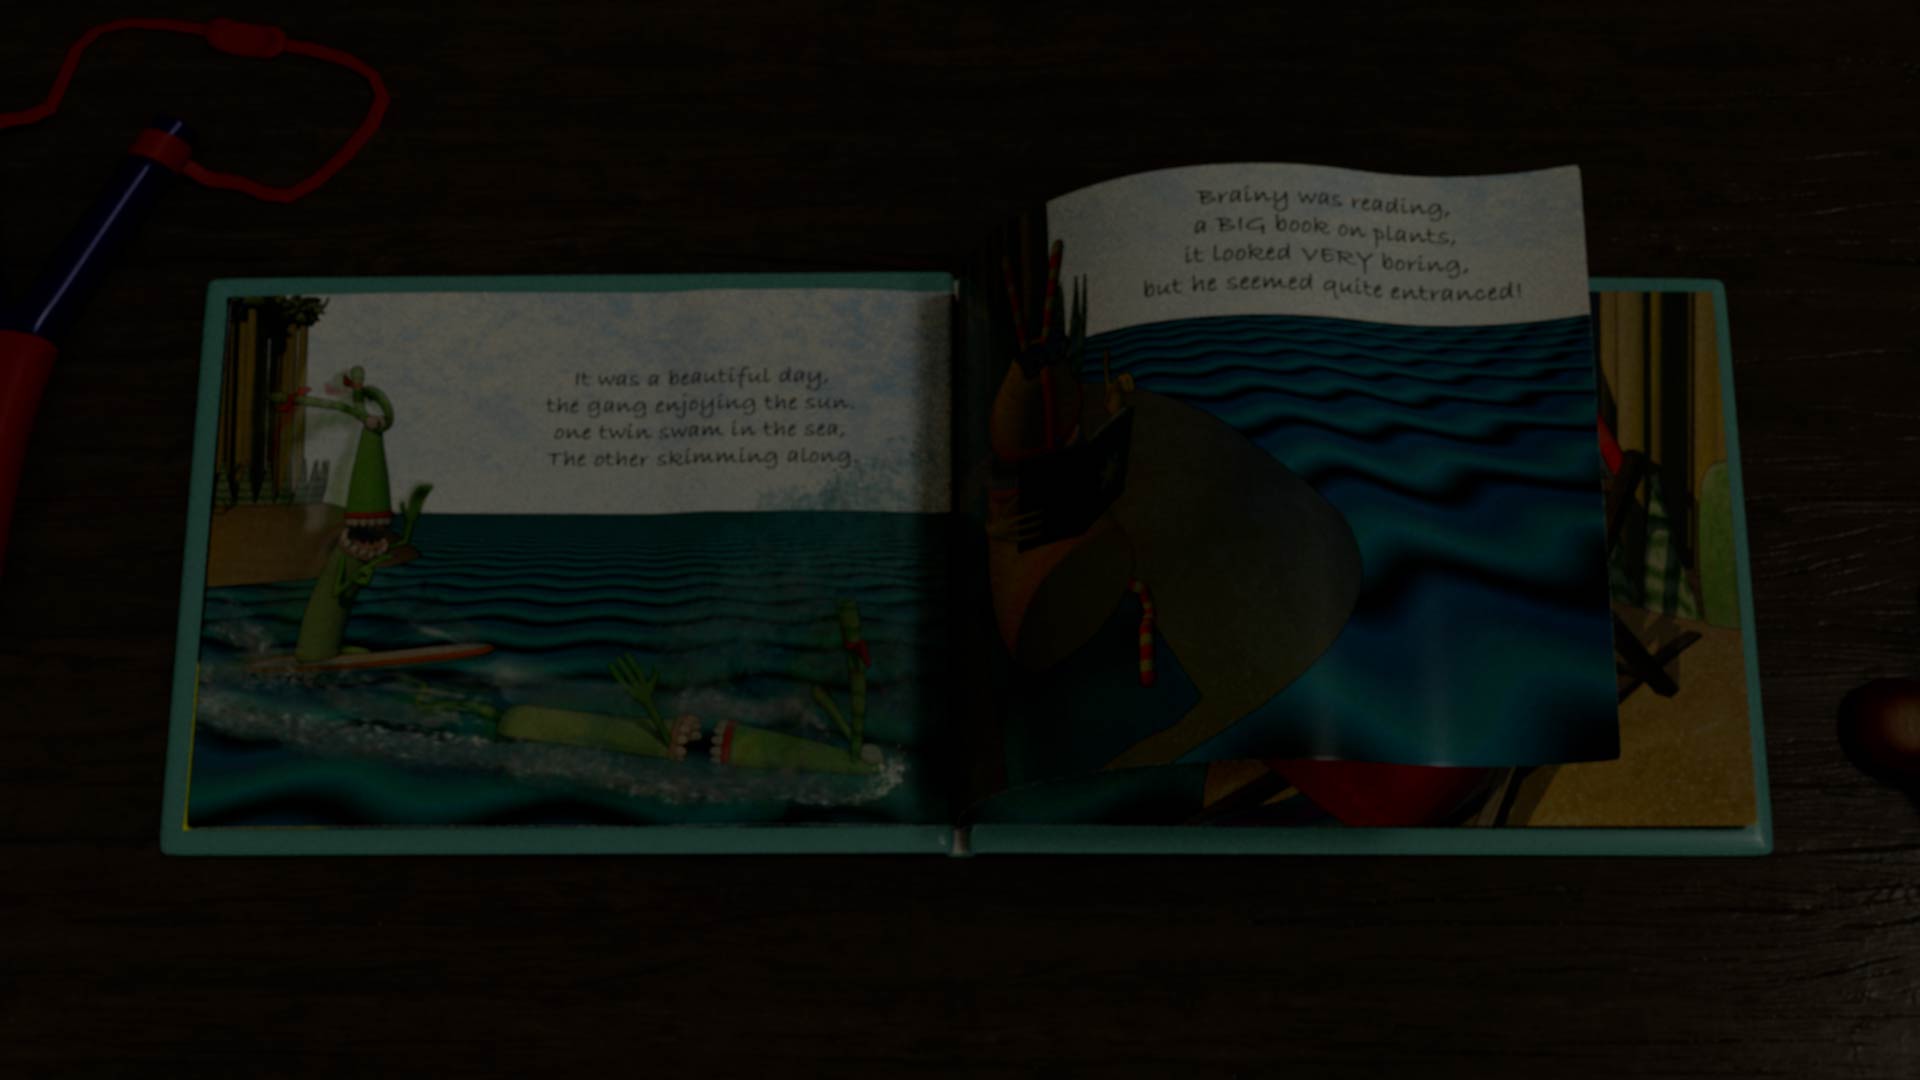 It was a beautiful day,
the gang enjoying the sun.
one twin swam in the sea,
The other skimming along.
Brainy was reading,
a BIG book on plants,
it looked VERY boring,
but he seemed quite entranced!